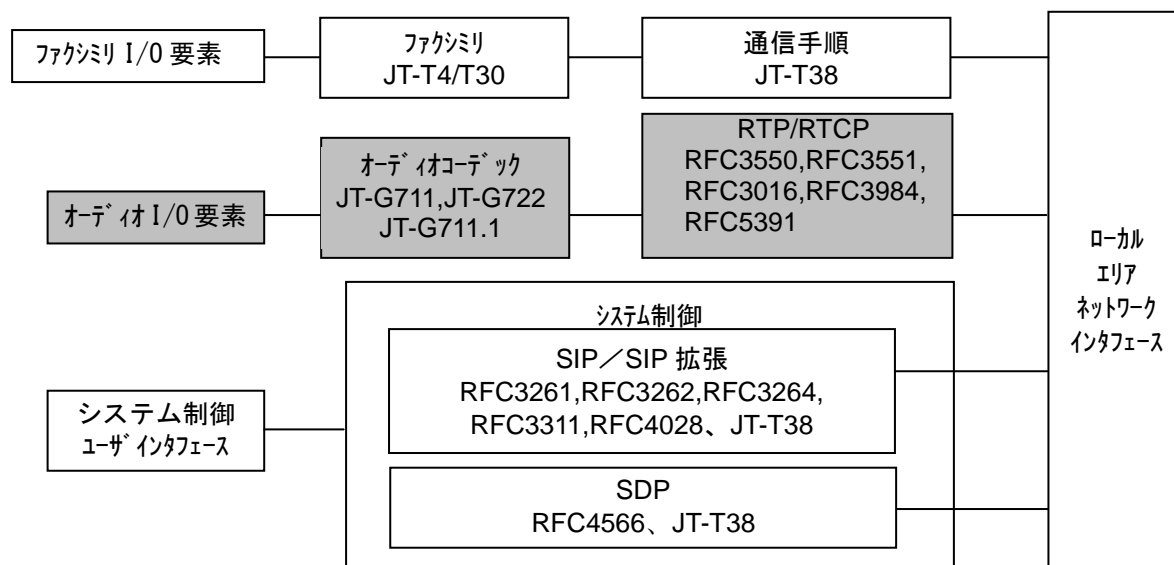 ﾌｧｸｼﾐﾘ I/O 要素
ﾌｧｸｼﾐﾘ
JT-T4/T30
通信手順
JT-T38
ｵｰﾃﾞｨｵ I/O 要素
ｵｰﾃﾞｨｵｺｰﾃﾞｯｸ
JT-G711,JT-G722
JT-G711.1
RTP/RTCP
RFC3550,RFC3551,
RFC3016,RFC3984,
RFC5391
システム制御
ﾕｰｻﾞｲﾝﾀﾌｪｰｽ
ｼｽﾃﾑ制御
SIP／SIP 拡張
RFC3261,RFC3262,RFC3264,
RFC3311,RFC4028、JT-T38
SDP
RFC4566、JT-T38
ﾛｰｶﾙ
ｴﾘｱ
ﾈｯﾄﾜｰｸ
ｲﾝﾀﾌｪｰｽ